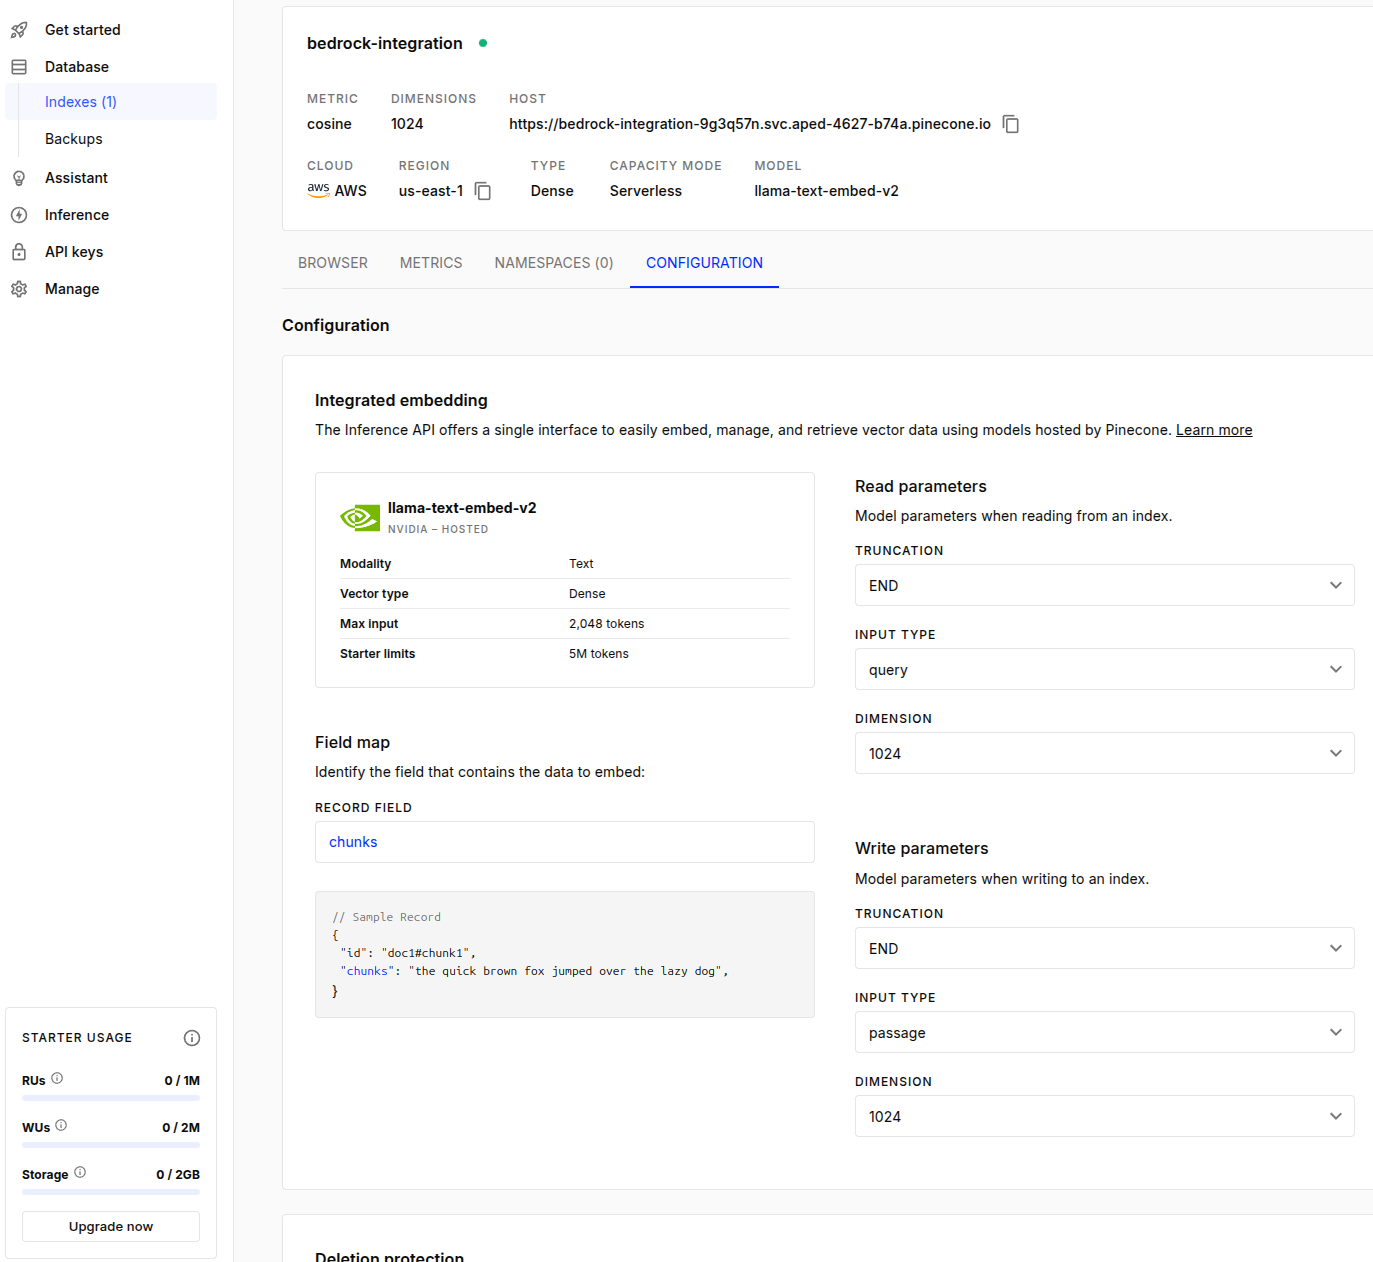 Get started
Database
Indexes (1)
Backups
Assistant
Inference
API keys
Manage
STARTER USAGE
RUs 0 / 1M
WUs 0 / 2M
Storage 0 / 2GB
Upgrade now
bedrock-integration
METRIC DIMENSIONS HOST
cosine 1024 https://bedrock-integration-9g3q57n.svc.aped-4627-b74a.pinecone.io
CLOUD REGION TYPE CAPACITY MODE MODEL
aws AWS us-east-1 Dense Serverless llama-text-embed-v2
BROWSER METRICS NAMESPACES (0) CONFIGURATION
Configuration
Integrated embedding
The Inference API offers a single interface to easily embed, manage, and retrieve vector data using models hosted by Pinecone. Learn more
llama-text-embed-v2
NVIDIA – HOSTED
Modality Text
Vector type Dense
Max input 2,048 tokens
Starter limits 5M tokens
Field map
Identify the field that contains the data to embed:
RECORD FIELD
chunks
// Sample Record
{
"id": "doc1#chunk1",
"chunks": "the quick brown fox jumped over the lazy dog",
}
Read parameters
Model parameters when reading from an index.
TRUNCATION
END
INPUT TYPE
query
DIMENSION
1024
Write parameters
Model parameters when writing to an index.
TRUNCATION
END
INPUT TYPE
passage
DIMENSION
1024
Deletion protection